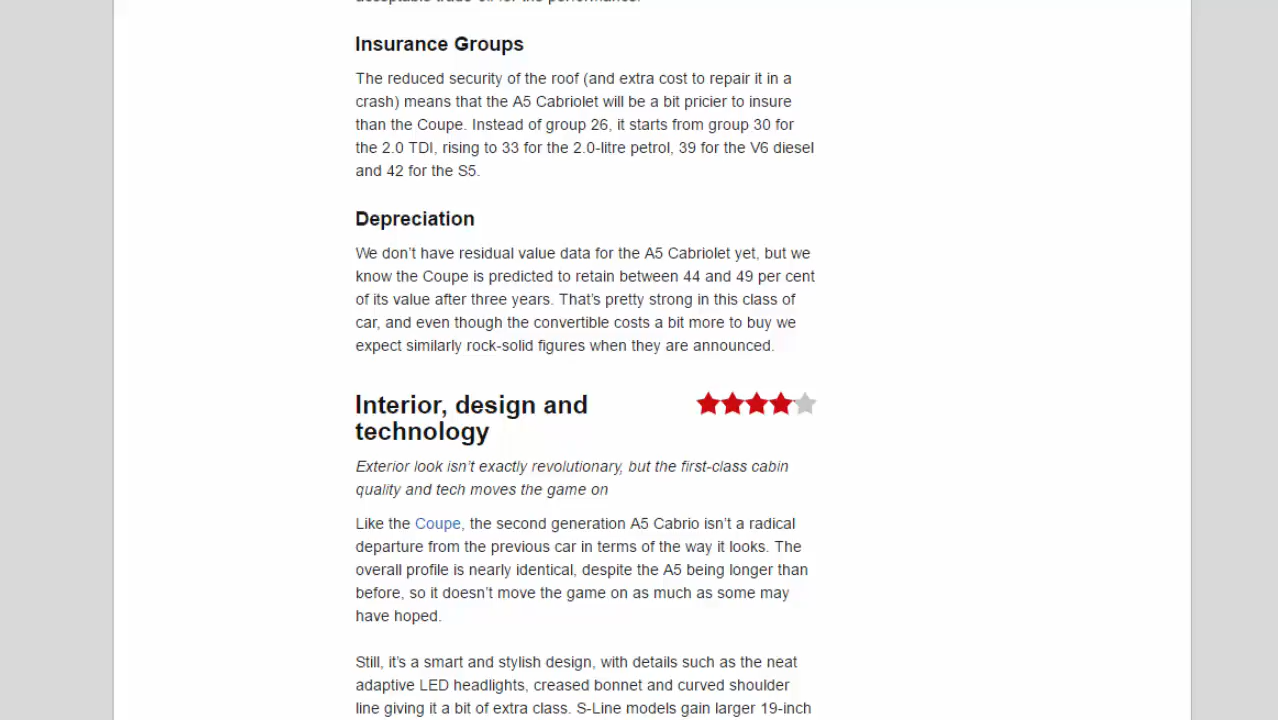 Insurance Groups
The reduced security of the roof (and extra cost to repair it in a
crash) means that the A5 Cabriolet will be a bit pricier to insure
than the Coupe. Instead of group 26, it starts from group 30 for
the 2.0 TDI, rising to 33 for the 2.0-litre petrol, 39 for the V6 diesel
and 42 for the S5.
Depreciation
We don’t have residual value data for the A5 Cabriolet yet, but we
know the Coupe is predicted to retain between 44 and 49 per cent
of its value after three years. That’s pretty strong in this class of
car, and even though the convertible costs a bit more to buy we
expect similarly rock-solid figures when they are announced.
Interior, design and
technology
Exterior look isn’t exactly revolutionary, but the first-class cabin
quality and tech moves the game on
Like the Coupe, the second generation A5 Cabrio isn’t a radical
departure from the previous car in terms of the way it looks. The
overall profile is nearly identical, despite the A5 being longer than
before, so it doesn’t move the game on as much as some may
have hoped.
Still, it’s a smart and stylish design, with details such as the neat
adaptive LED headlights, creased bonnet and curved shoulder
line giving it a bit of extra class. S-Line models gain larger 19-inch